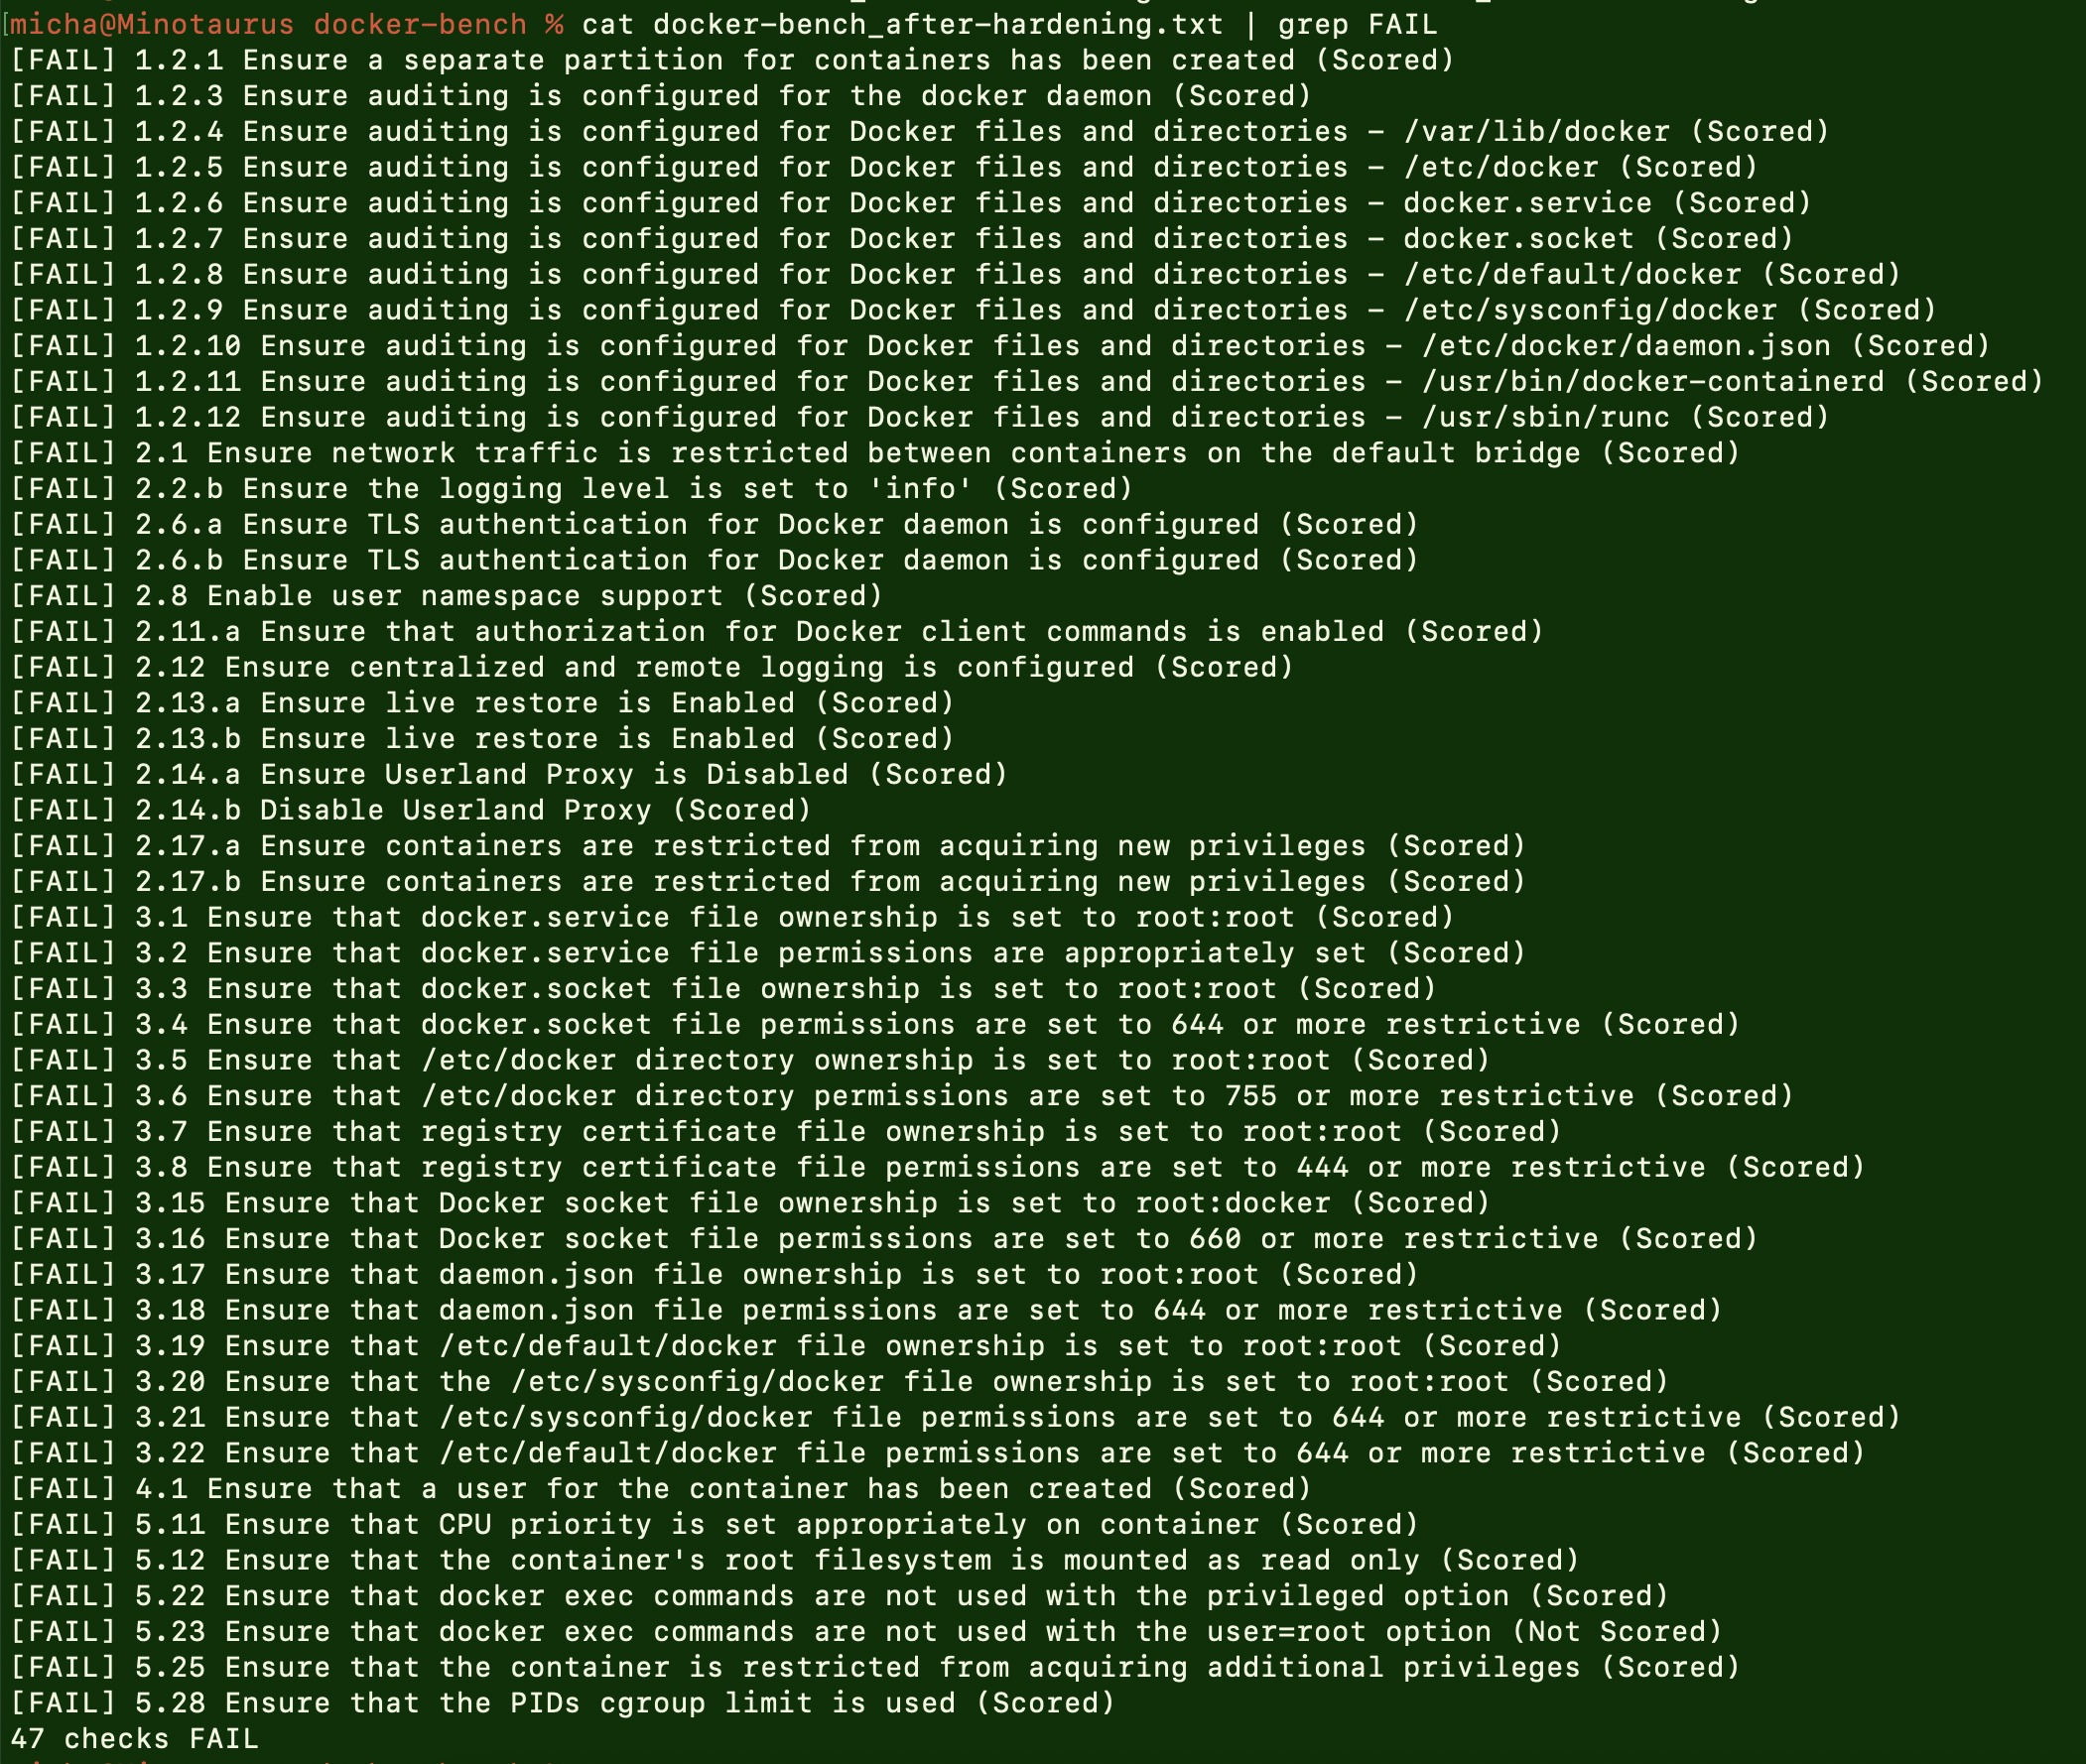 [micha@Minotaurus docker-bench % cat docker-bench_after-hardening.txt | grep FAIL
[FAIL] 1.2.1 Ensure a separate partition for containers has been created (Scored)
[FAIL] 1.2.3 Ensure auditing is configured for the docker daemon (Scored)
[FAIL] 1.2.4 Ensure auditing is configured for Docker files and directories - /var/lib/docker (Scored)
[FAIL] 1.2.5 Ensure auditing is configured for Docker files and directories - /etc/docker (Scored)
[FAIL] 1.2.6 Ensure auditing is configured for Docker files and directories - docker.service (Scored)
[FAIL] 1.2.7 Ensure auditing is configured for Docker files and directories - docker.socket (Scored)
[FAIL] 1.2.8 Ensure auditing is configured for Docker files and directories - /etc/default/docker (Scored)
[FAIL] 1.2.9 Ensure auditing is configured for Docker files and directories - /etc/sysconfig/docker (Scored)
[FAIL] 1.2.10 Ensure auditing is configured for Docker files and directories - /etc/docker/daemon.json (Scored)
[FAIL] 1.2.11 Ensure auditing is configured for Docker files and directories - /usr/bin/docker-containerd (Scored)
[FAIL] 1.2.12 Ensure auditing is configured for Docker files and directories - /usr/sbin/runc (Scored)
[FAIL] 2.1 Ensure network traffic is restricted between containers on the default bridge (Scored)
[FAIL] 2.2.b Ensure the logging level is set to 'info' (Scored)
[FAIL] 2.6.a Ensure TLS authentication for Docker daemon is configured (Scored)
[FAIL] 2.6.b Ensure TLS authentication for Docker daemon is configured (Scored)
[FAIL] 2.8 Enable user namespace support (Scored)
[FAIL] 2.11.a Ensure that authorization for Docker client commands is enabled (Scored)
[FAIL] 2.12 Ensure centralized and remote logging is configured (Scored)
[FAIL] 2.13.a Ensure live restore is Enabled (Scored)
[FAIL] 2.13.b Ensure live restore is Enabled (Scored)
[FAIL] 2.14.a Ensure Userland Proxy is Disabled (Scored)
[FAIL] 2.14.b Disable Userland Proxy (Scored)
[FAIL] 2.17.a Ensure containers are restricted from acquiring new privileges (Scored)
[FAIL] 2.17.b Ensure containers are restricted from acquiring new privileges (Scored)
[FAIL] 3.1 Ensure that docker.service file ownership is set to root:root (Scored)
[FAIL] 3.2 Ensure that docker.service file permissions are appropriately set (Scored)
[FAIL] 3.3 Ensure that docker.socket file ownership is set to root:root (Scored)
[FAIL] 3.4 Ensure that docker.socket file permissions are set to 644 or more restrictive (Scored)
[FAIL] 3.5 Ensure that /etc/docker directory ownership is set to root:root (Scored)
[FAIL] 3.6 Ensure that /etc/docker directory permissions are set to 755 or more restrictive (Scored)
[FAIL] 3.7 Ensure that registry certificate file ownership is set to root:root (Scored)
[FAIL] 3.8 Ensure that registry certificate file permissions are set to 444 or more restrictive (Scored)
[FAIL] 3.15 Ensure that Docker socket file ownership is set to root:docker (Scored)
[FAIL] 3.16 Ensure that Docker socket file permissions are set to 660 or more restrictive (Scored)
[FAIL] 3.17 Ensure that daemon.json file ownership is set to root:root (Scored)
[FAIL] 3.18 Ensure that daemon.json file permissions are set to 644 or more restrictive (Scored)
[FAIL] 3.19 Ensure that /etc/default/docker file ownership is set to root:root (Scored)
[FAIL] 3.20 Ensure that the /etc/sysconfig/docker file ownership is set to root:root (Scored)
[FAIL] 3.21 Ensure that /etc/sysconfig/docker file permissions are set to 644 or more restrictive (Scored)
[FAIL] 3.22 Ensure that /etc/default/docker file permissions are set to 644 or more restrictive (Scored)
[FAIL] 4.1 Ensure that a user for the container has been created (Scored)
[FAIL] 5.11 Ensure that CPU priority is set appropriately on container (Scored)
[FAIL] 5.12 Ensure that the container's root filesystem is mounted as read only (Scored)
[FAIL] 5.22 Ensure that docker exec commands are not used with the privileged option (Scored)
[FAIL] 5.23 Ensure that docker exec commands are not used with the user=root option (Not Scored)
[FAIL] 5.25 Ensure that the container is restricted from acquiring additional privileges (Scored)
[FAIL] 5.28 Ensure that the PIDs cgroup limit is used (Scored)
47 checks FAIL